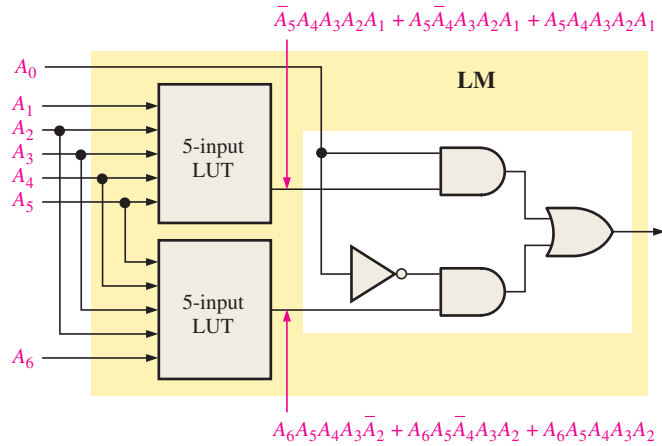 A̅₅A₄A₃A₂A₁ + A₅A̅₄A₃A₂A₁ + A₅A₄A₃A₂A₁
A₀
LM
A₁
A₂
A₃
A₄
A₅
5-input
LUT
5-input
LUT
A₆
A₆A₅A₄A₃A̅₂ + A₆A₅A̅₄A₃A₂ + A₆A₅A₄A₃A₂